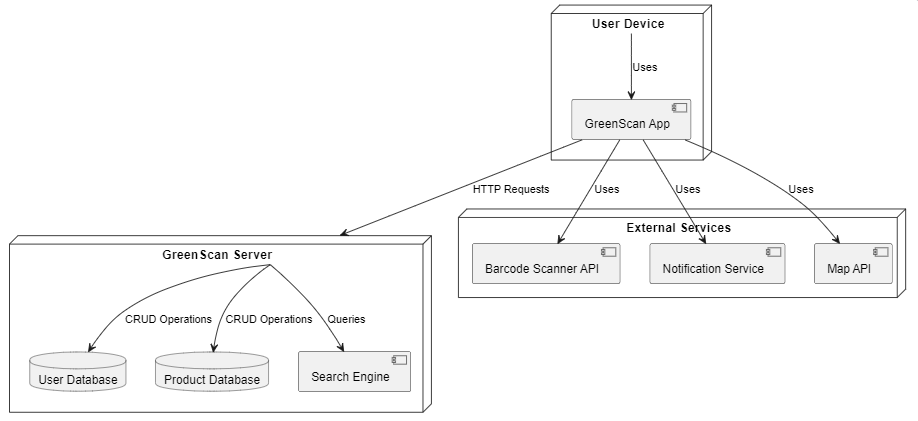 User Device
Uses
GreenScan App
HTTP Requests
Uses
Uses
Uses
External Services
Barcode Scanner API
Notification Service
Map API
GreenScan Server
CRUD Operations
CRUD Operations
Queries
User Database
Product Database
Search Engine